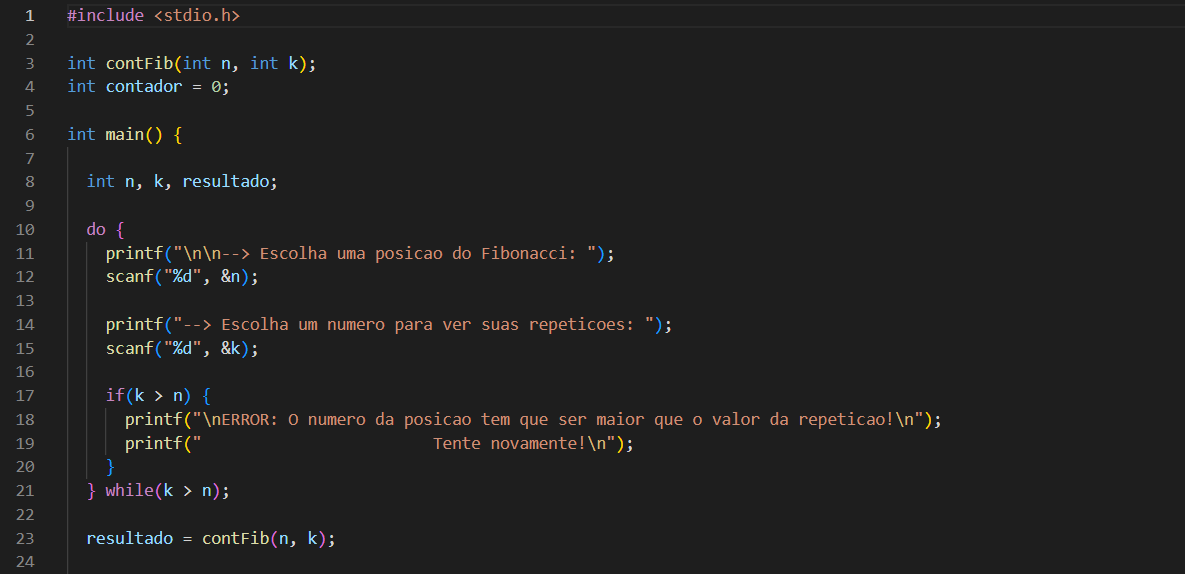 1 #include <stdio.h>
2
3 int contFib(int n, int k);
4 int contador = 0;
5
6 int main() {
7
8   int n, k, resultado;
9
10   do {
11     printf("\n\n--> Escolha uma posicao do Fibonacci: ");
12     scanf("%d", &n);
13
14     printf("--> Escolha um numero para ver suas repeticoes: ");
15     scanf("%d", &k);
16
17     if(k > n) {
18       printf("\nERROR: O numero da posicao tem que ser maior que o valor da repeticao!\n");
19       printf("                        Tente novamente!\n");
20     }
21   } while(k > n);
22
23   resultado = contFib(n, k);
24